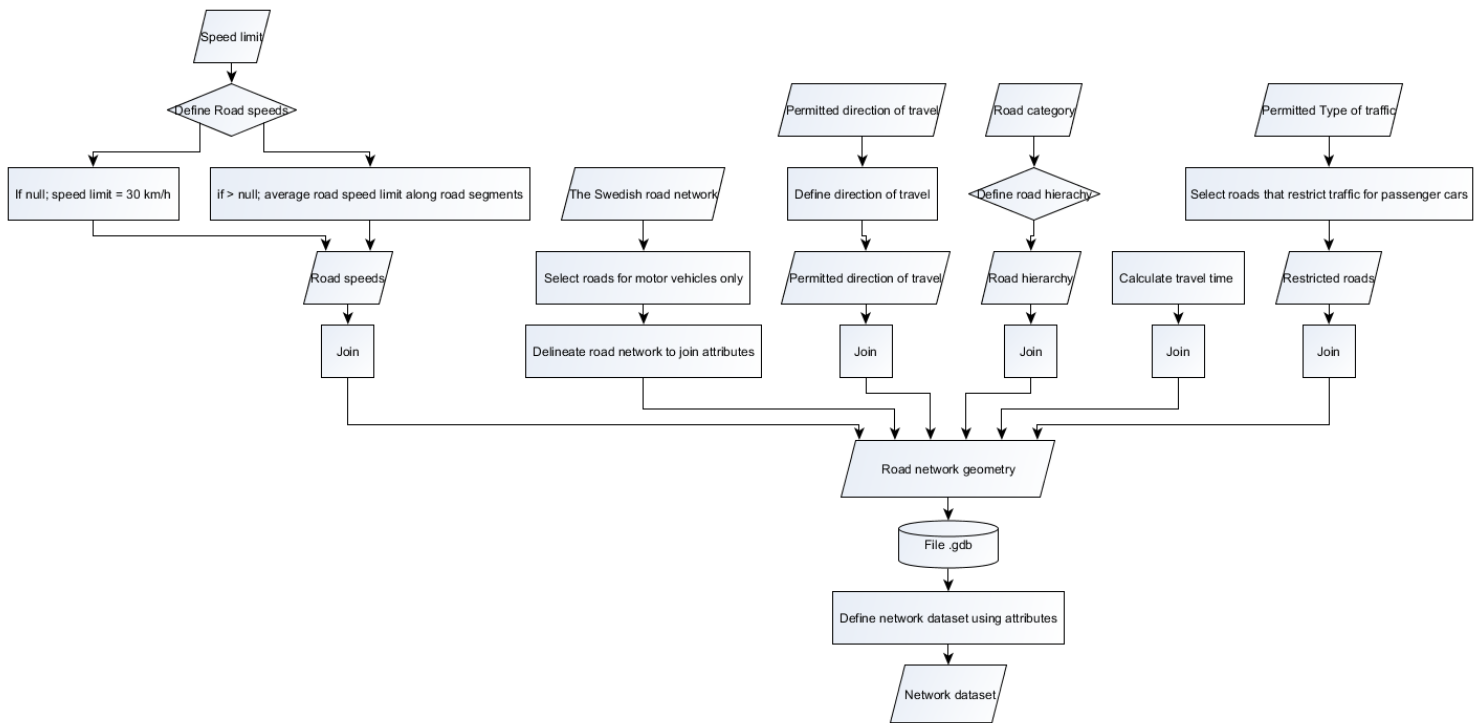 Speed limit
Define Road speeds
Permitted direction of travel
Road category
Permitted Type of traffic
If null; speed limit = 30 km/h
if > null; average road speed limit along road segments
The Swedish road network
Define direction of travel
Define road hierarchy
Select roads that restrict traffic for passenger cars
Road speeds
Select roads for motor vehicles only
Permitted direction of travel
Road hierarchy
Calculate travel time
Restricted roads
Join
Delineate road network to join attributes
Join
Join
Join
Join
Road network geometry
File .gdb
Define network dataset using attributes
Network dataset